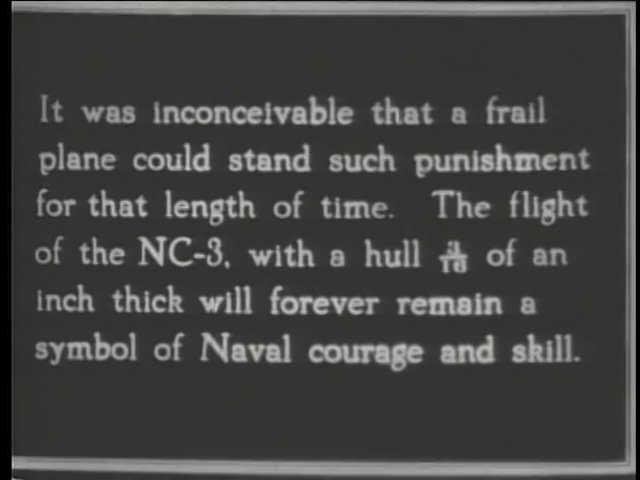 It was inconceivable that a frail
plane could stand such punishment
for that length of time. The flight
of the NC-3, with a hull 3/16 of an
inch thick will forever remain a
symbol of Naval courage and skill.